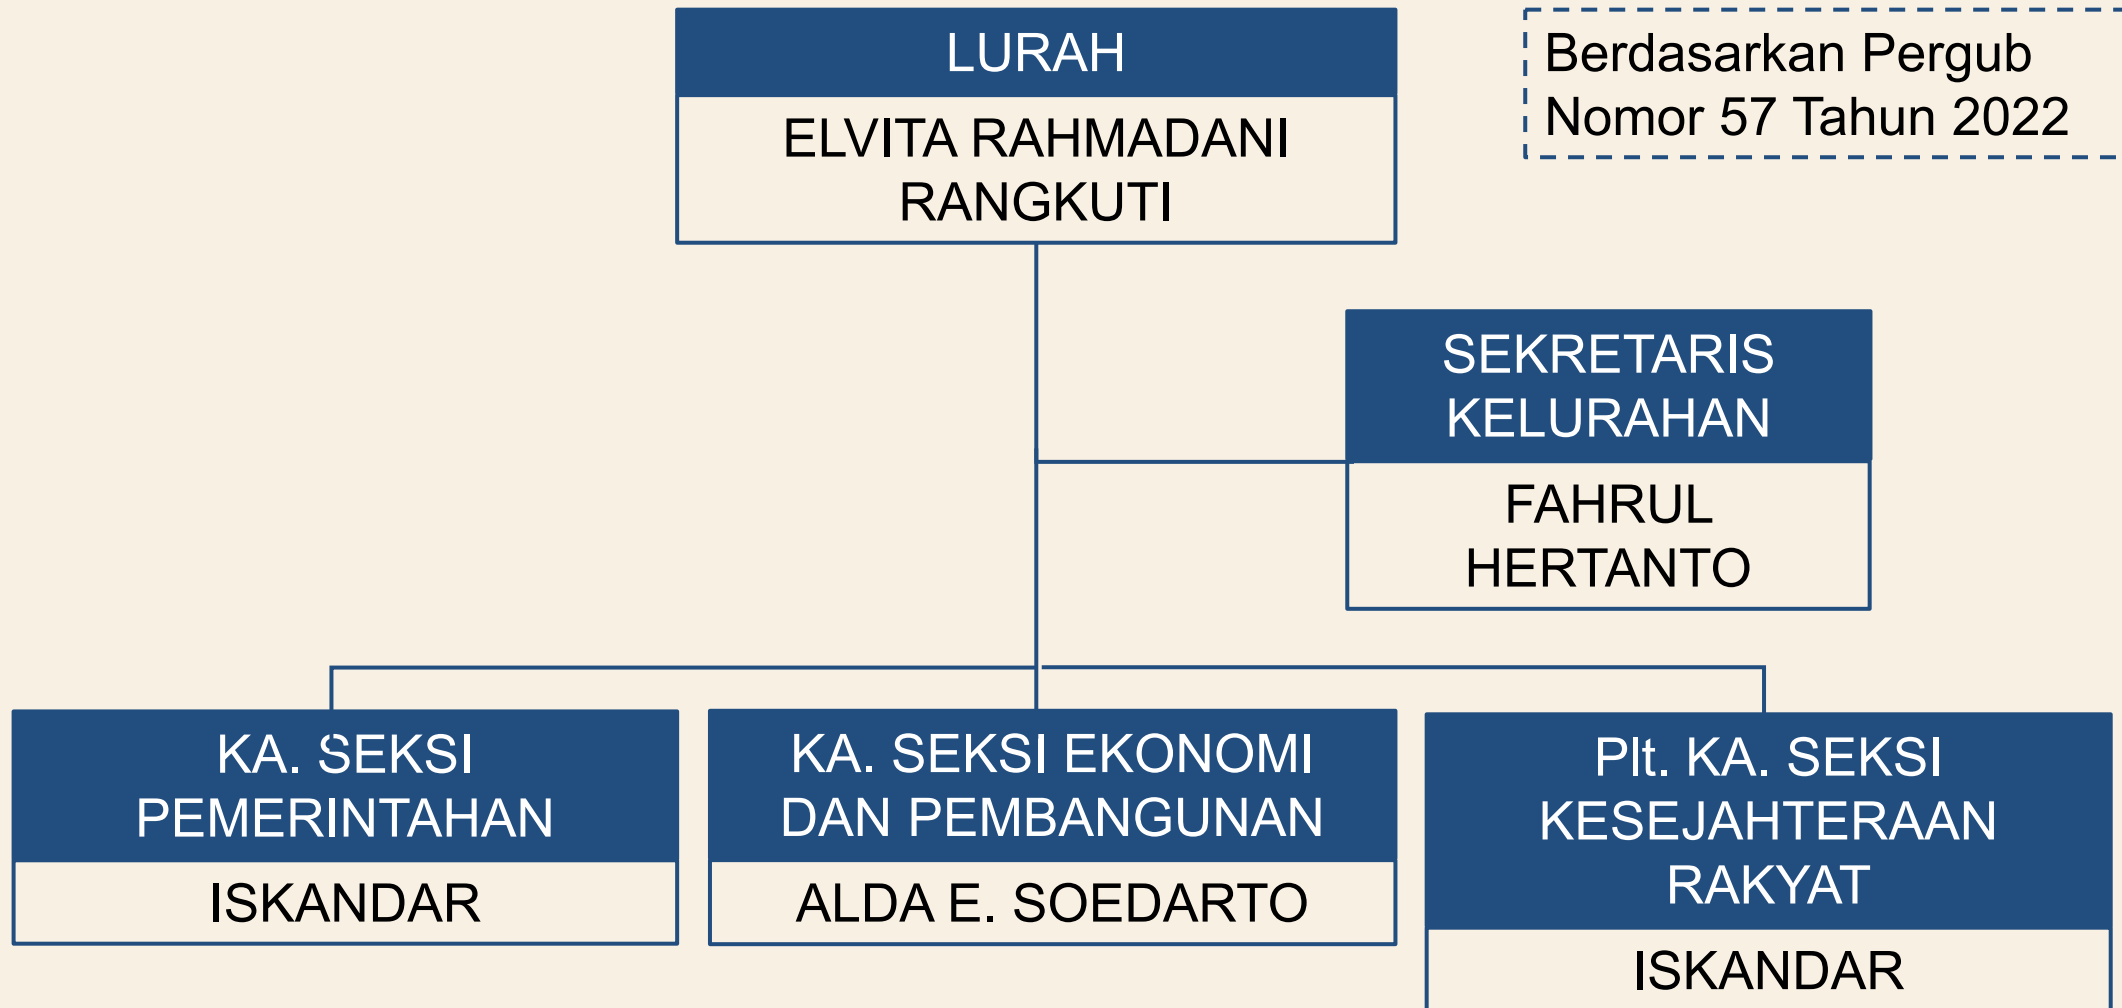 LURAH
ELVITA RAHMADANI
RANGKUTI
Berdasarkan Pergub
Nomor 57 Tahun 2022
SEKRETARIS
KELURAHAN
FAHRUL
HERTANTO
KA. SEKSI
PEMERINTAHAN
ISKANDAR
KA. SEKSI EKONOMI
DAN PEMBANGUNAN
ALDA E. SOEDARTO
Plt. KA. SEKSI
KESEJAHTERAAN
RAKYAT
ISKANDAR